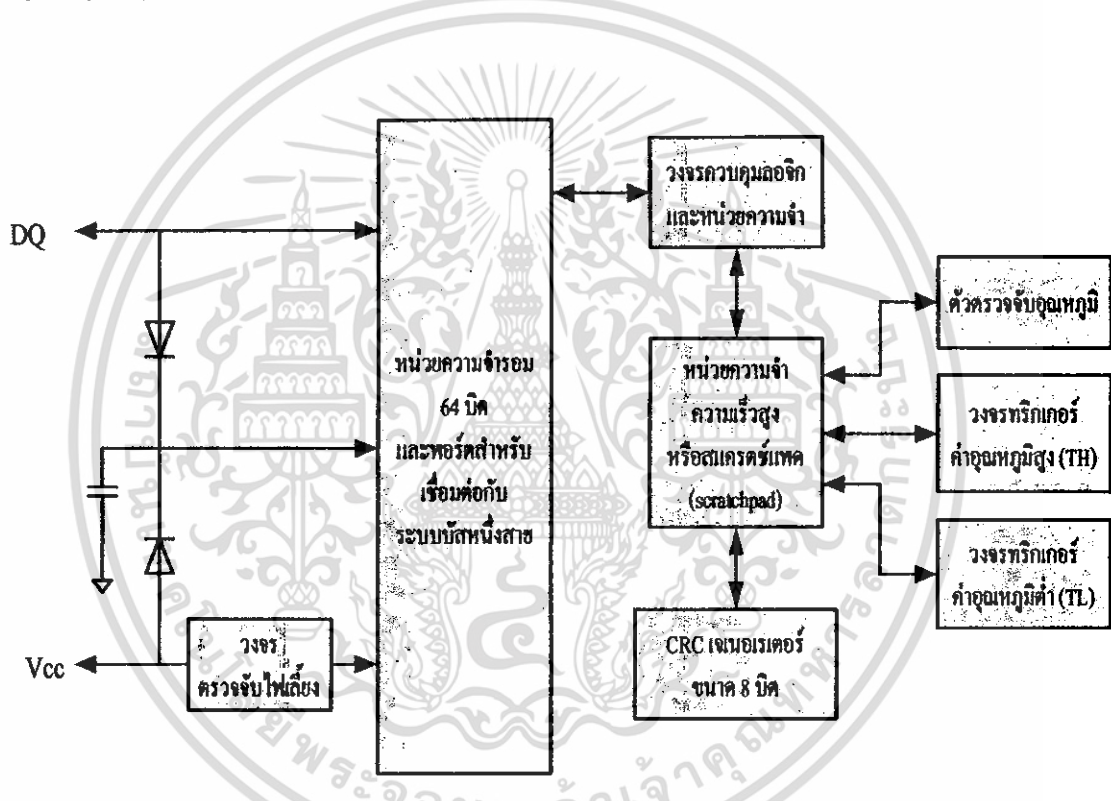 DQ
Vcc
วงจร
ตรวจจับไฟเลี้ยง
หน่วยความจำรอม
64 บิต
และพอร์ตสำหรับ
เชื่อมต่อกับ
ระบบบัสหนึ่งสาย
วงจรควบคุมลอจิก
และหน่วยความจำ
หน่วยความจำ
ความเร็วสูง
หรือสแครตช์แพด
(scratchpad)
CRC เจเนอเรเตอร์
ขนาด 8 บิต
ตัวตรวจจับอุณหภูมิ
วงจรทริกเกอร์
ค่าอุณหภูมิสูง (TH)
วงจรทริกเกอร์
ค่าอุณหภูมิต่ำ (TL)